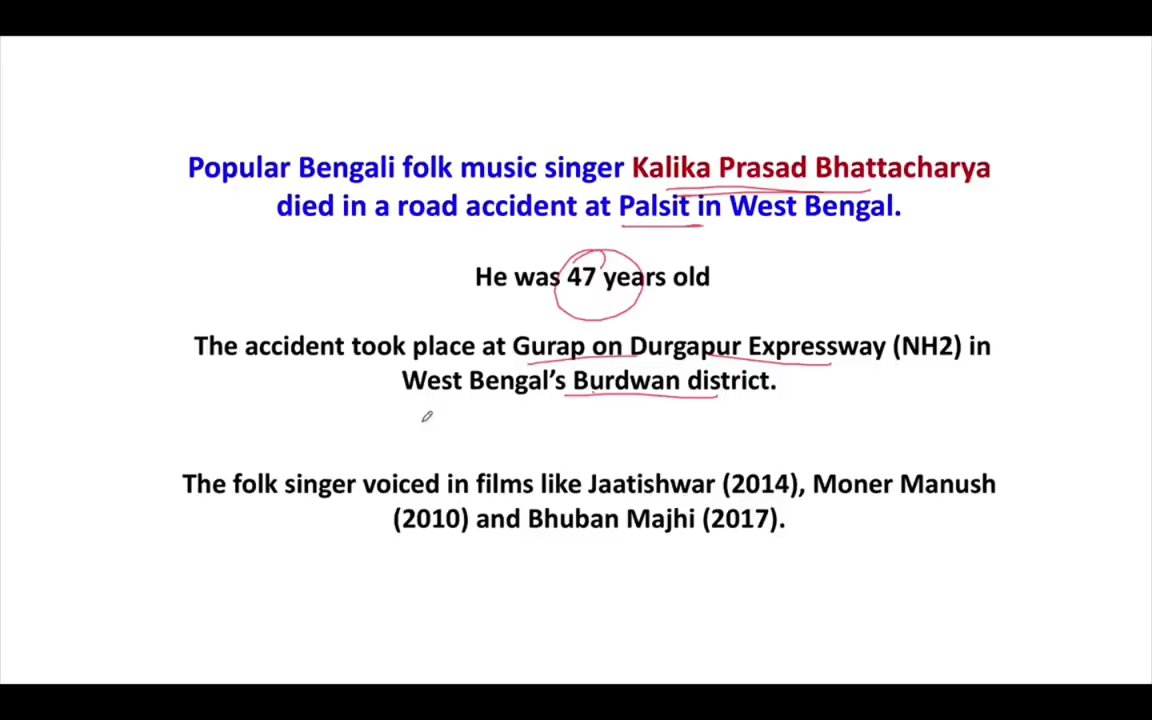 Popular Bengali folk music singer Kalika Prasad Bhattacharya
died in a road accident at Palsit in West Bengal.
He was 47 years old
The accident took place at Gurap on Durgapur Expressway (NH2) in
West Bengal’s Burdwan district.
The folk singer voiced in films like Jaatishwar (2014), Moner Manush
(2010) and Bhuban Majhi (2017).